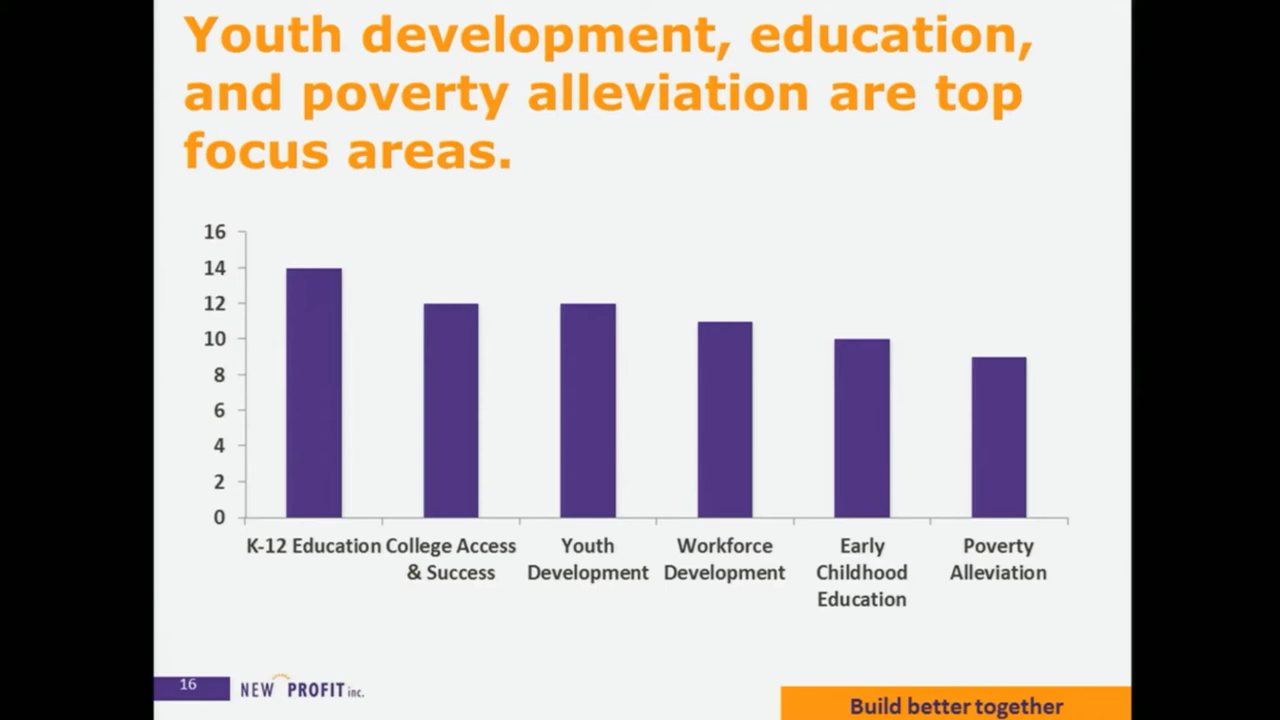 Youth development, education,
and poverty alleviation are top
focus areas.
16
14
12
10
8
6
4
2
0
K-12 Education
College Access
& Success
Youth
Development
Workforce
Development
Early
Childhood
Education
Poverty
Alleviation
16
NEW PROFIT inc.
Build better together